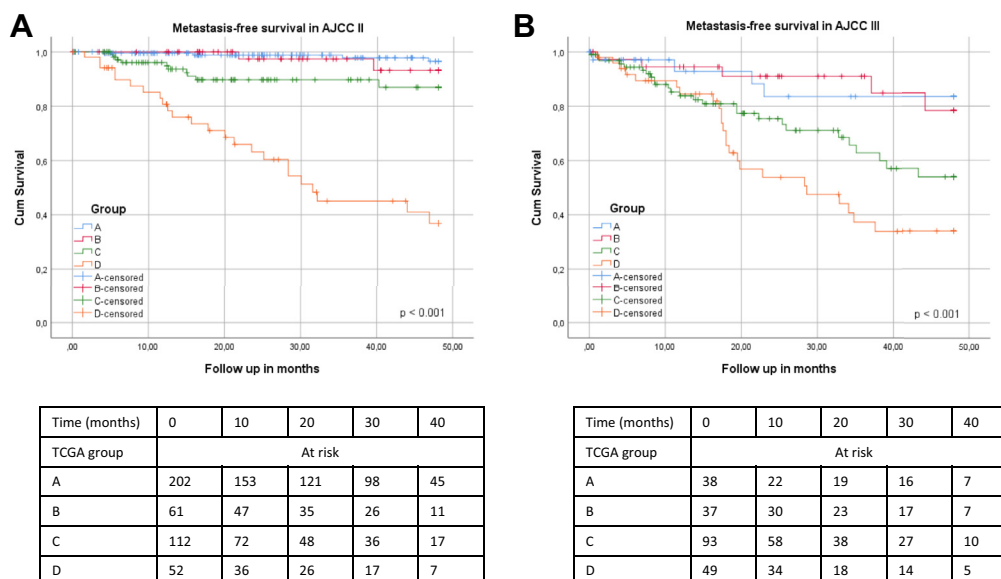 A
Metastasis-free survival in AJCC II
Cum Survival
1,0
0,8
0,6
0,4
0,2
0,0
Group
A
B
C
D
A-censored
B-censored
C-censored
D-censored
p < 0.001
,00 10,00 20,00 30,00 40,00 50,00
Follow up in months
Time (months) 0 10 20 30 40
TCGA group At risk
A 202 153 121 98 45
B 61 47 35 26 11
C 112 72 48 36 17
D 52 36 26 17 7
B
Metastasis-free survival in AJCC III
Cum Survival
1,0
0,8
0,6
0,4
0,2
0,0
Group
A
B
C
D
A-censored
B-censored
C-censored
D-censored
p < 0.001
,00 10,00 20,00 30,00 40,00 50,00
Follow up in months
Time (months) 0 10 20 30 40
TCGA group At risk
A 38 22 19 16 7
B 37 30 23 17 7
C 93 58 38 27 10
D 49 34 18 14 5